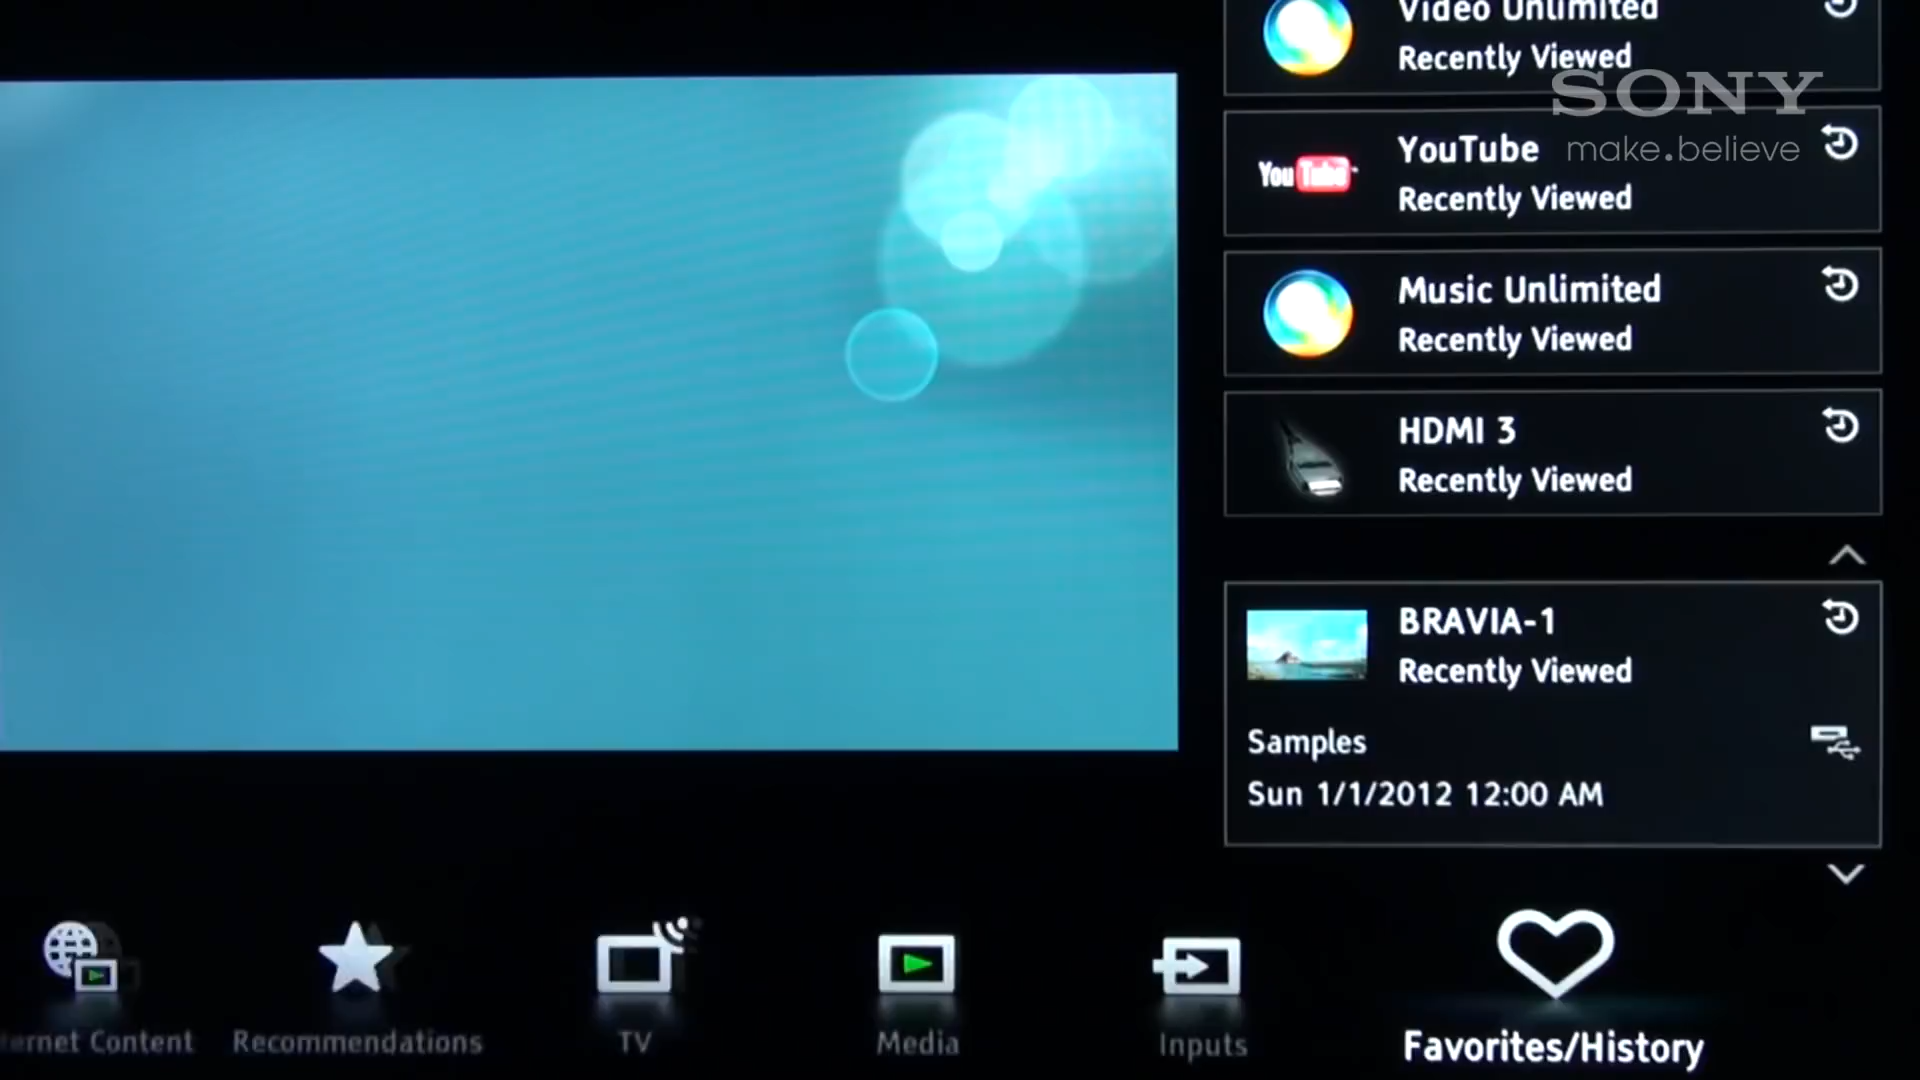 Video Unlimited
Recently Viewed
SONY
make.believe
YouTube
Recently Viewed
You Tube
Music Unlimited
Recently Viewed
HDMI 3
Recently Viewed
BRAVIA-1
Recently Viewed
Samples
Sun 1/1/2012 12:00 AM
ernet Content
Recommendations
TV
Media
Inputs
Favorites/History